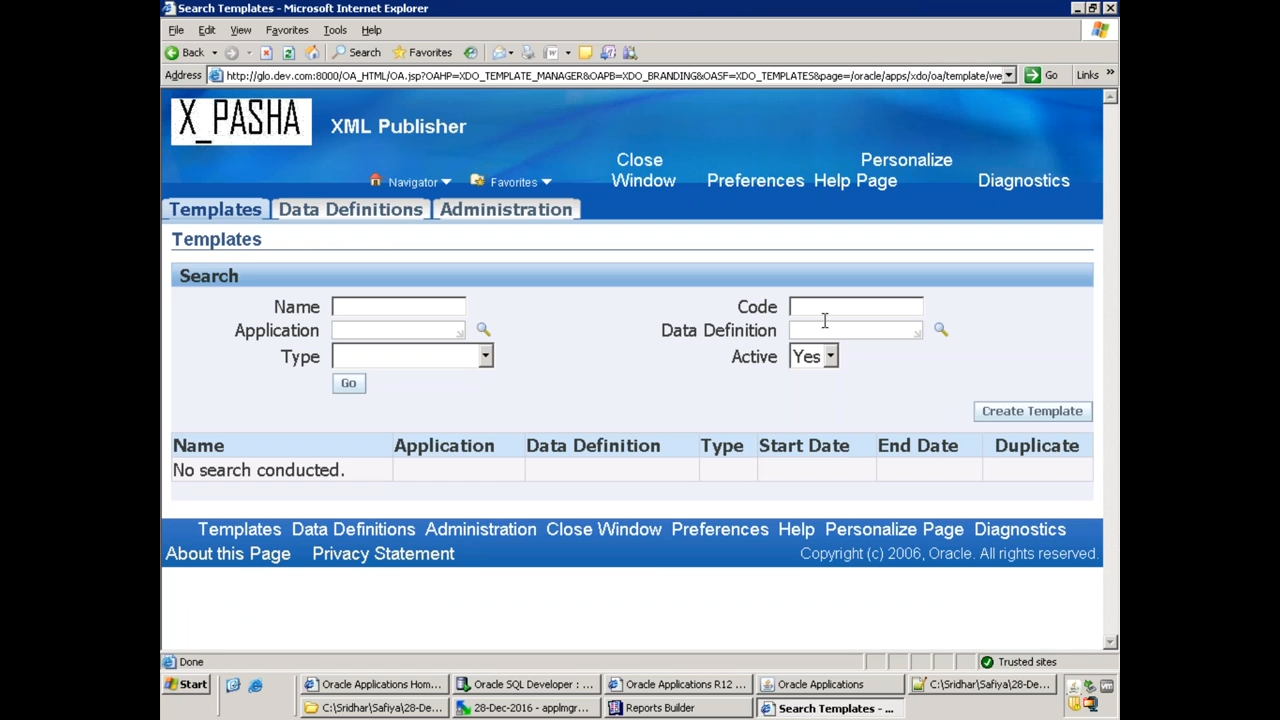 Search Templates - Microsoft Internet Explorer
File Edit View Favorites Tools Help
Back Search Favorites
Address http://glo.dev.com:8000/OA_HTML/OA.jsp?OAHP=XDO_TEMPLATE_MANAGER&OAPB=XDO_BRANDING&OASF=XDO_TEMPLATES&page=/oracle/apps/xdo/oa/template/we Go Links »
X_PASHA XML Publisher
Navigator Favorites Close Window Preferences Help Personalize Page Diagnostics
Templates Data Definitions Administration
Templates
Search
Name Code
Application Data Definition
Type Active Yes
Go
Create Template
Name Application Data Definition Type Start Date End Date Duplicate
No search conducted.
Templates Data Definitions Administration Close Window Preferences Help Personalize Page Diagnostics
About this Page Privacy Statement Copyright (c) 2006, Oracle. All rights reserved.
Done Trusted sites
Start Oracle Applications Hom... Oracle SQL Developer : ... Oracle Applications R12 ... Oracle Applications C:\Sridhar\Safiya\28-De...
C:\Sridhar\Safiya\28-De... 28-Dec-2016 - applmgr... Reports Builder Search Templates - ...